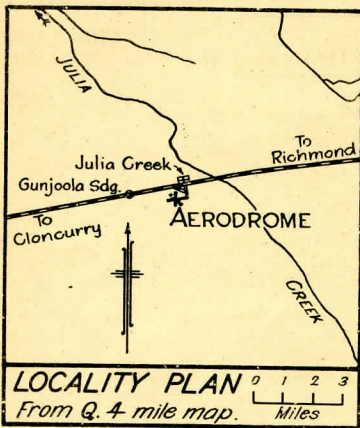 JULIA
To
Richmond
Julia Creek
Gunjoola Sdg.
AERODROME
To
Cloncurry
CREEK
LOCALITY PLAN
From Q. 4 mile map.
0 1 2 3
Miles